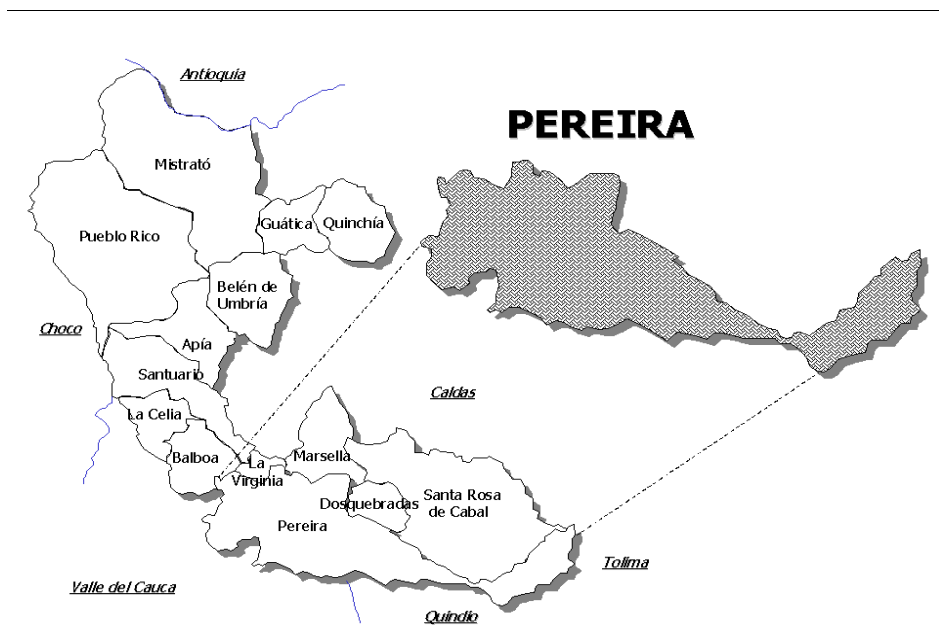 Antioquia
PEREIRA
Mistrató
Guática
Quinchía
Pueblo Rico
Belén de
Umbría
Choco
Apía
Santuario
Caldas
La Celia
Balboa
La
Virginia
Marsella
Dosquebradas
Santa Rosa
de Cabal
Pereira
Tolima
Valle del Cauca
Quindio